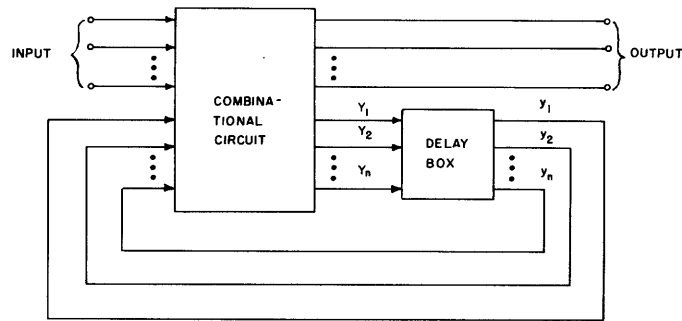 INPUT
OUTPUT
COMBINA-
TIONAL
CIRCUIT
Y1
Y2
Yn
DELAY
BOX
y1
y2
yn